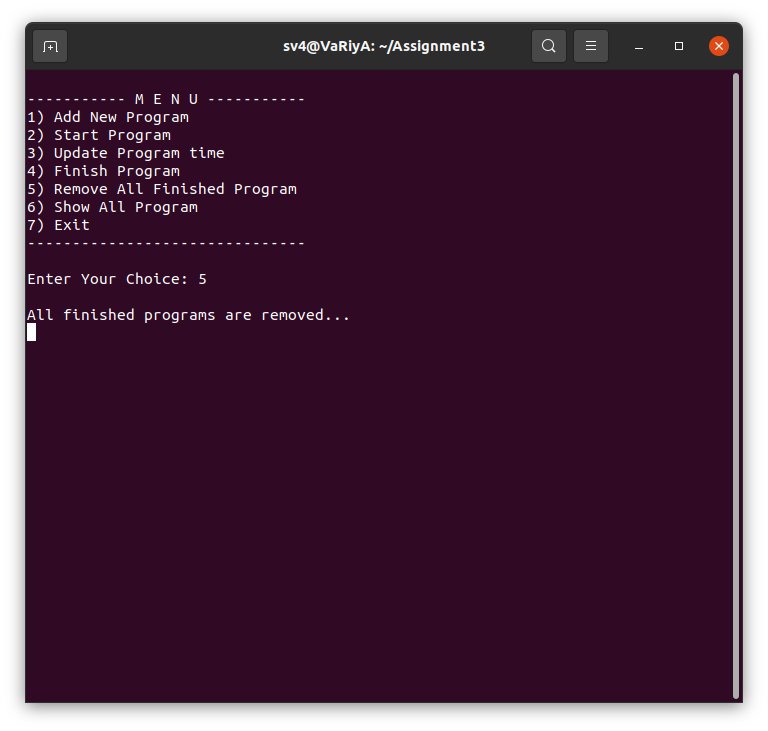 sv4@VaRiyA: ~/Assignment3
----------- M E N U -----------
1) Add New Program
2) Start Program
3) Update Program time
4) Finish Program
5) Remove All Finished Program
6) Show All Program
7) Exit
-------------------------------
Enter Your Choice: 5
All finished programs are removed...